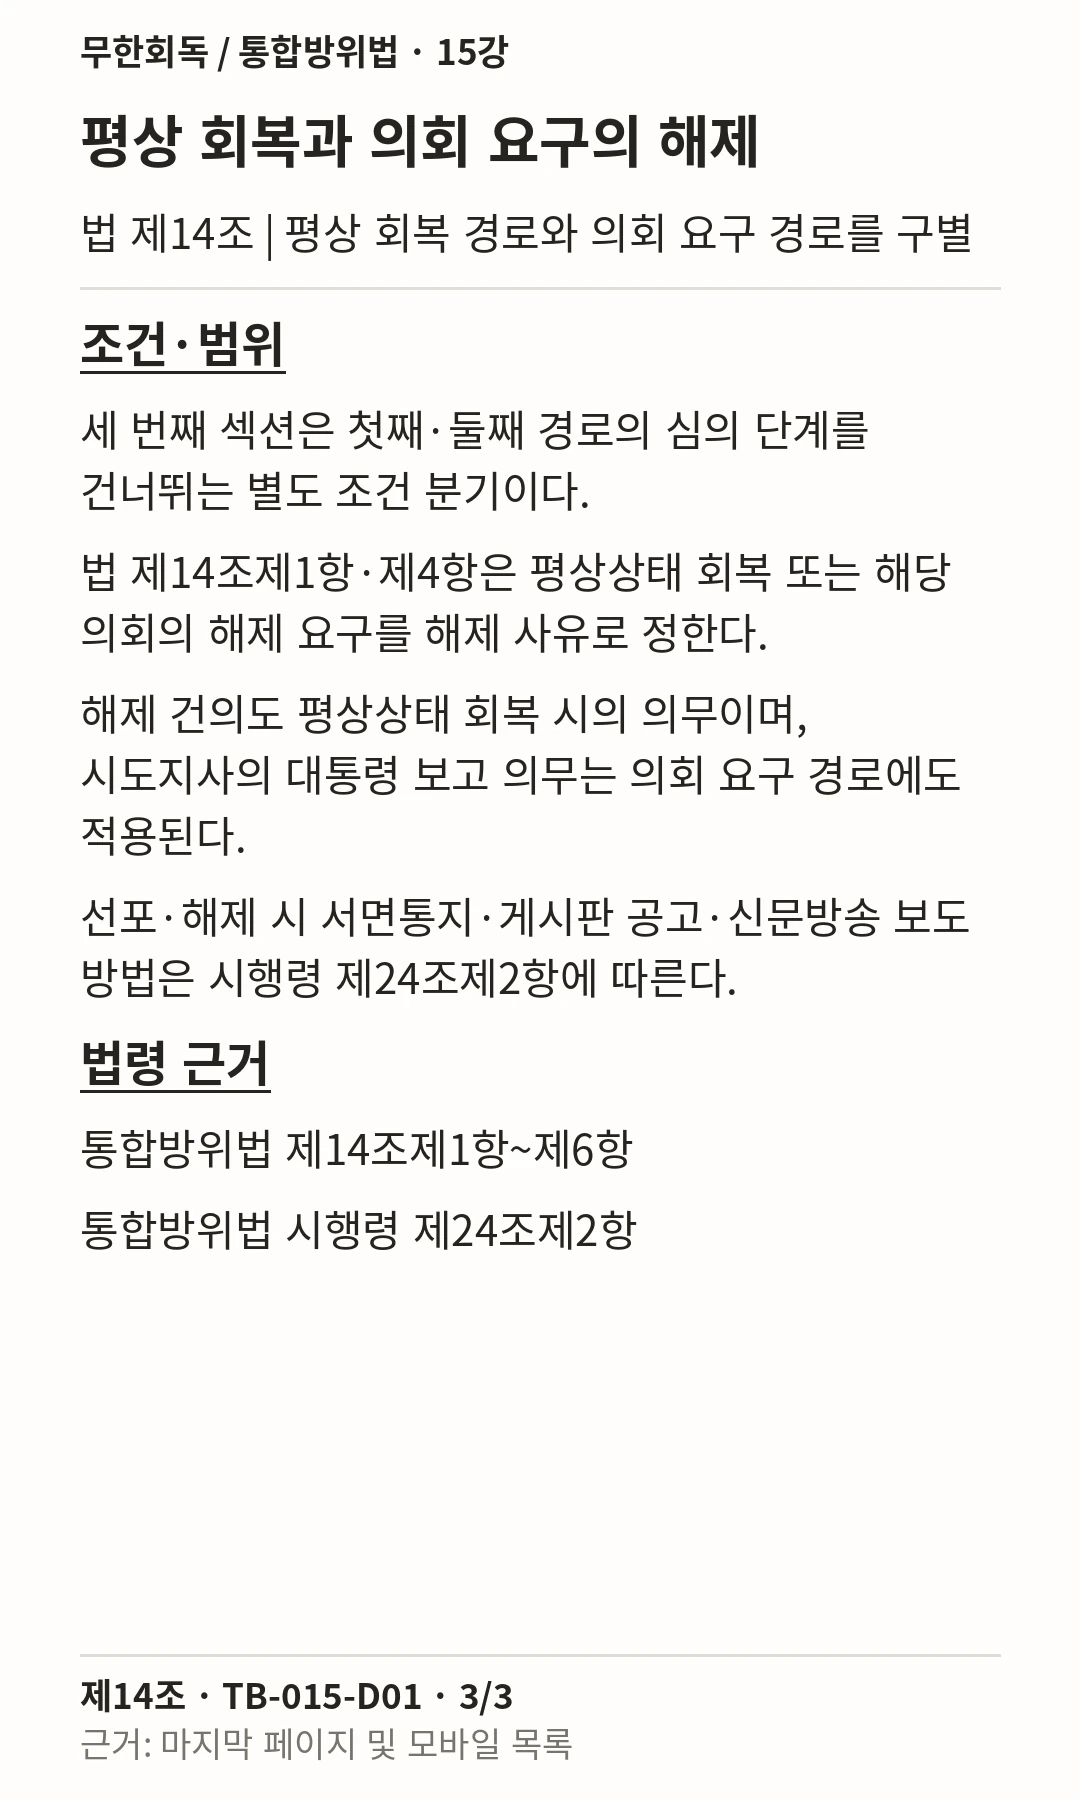 무한회독 / 통합방위법 · 15강
평상 회복과 의회 요구의 해제
법 제14조 | 평상 회복 경로와 의회 요구 경로를 구별
조건·범위
세 번째 섹션은 첫째·둘째 경로의 심의 단계를
건너뛰는 별도 조건 분기이다.
법 제14조제1항·제4항은 평상상태 회복 또는 해당
의회의 해제 요구를 해제 사유로 정한다.
해제 건의도 평상상태 회복 시의 의무이며,
시도지사의 대통령 보고 의무는 의회 요구 경로에도
적용된다.
선포·해제 시 서면통지·게시판 공고·신문방송 보도
방법은 시행령 제24조제2항에 따른다.
법령 근거
통합방위법 제14조제1항~제6항
통합방위법 시행령 제24조제2항
제14조 · TB-015-D01 · 3/3
근거: 마지막 페이지 및 모바일 목록